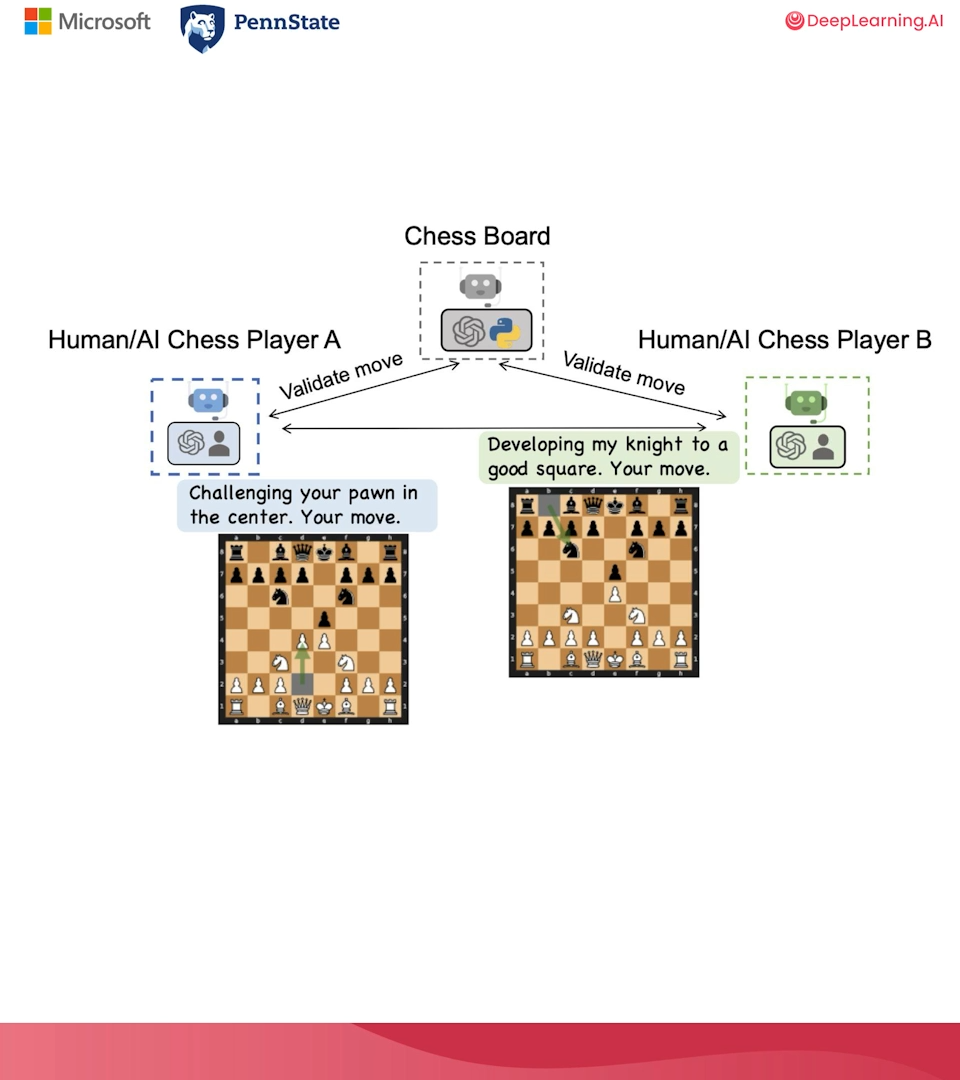 Microsoft
PennState
DeepLearning.AI
Chess Board
Human/AI Chess Player A
Human/AI Chess Player B
Validate move
Validate move
Developing my knight to a
good square. Your move.
Challenging your pawn in
the center. Your move.